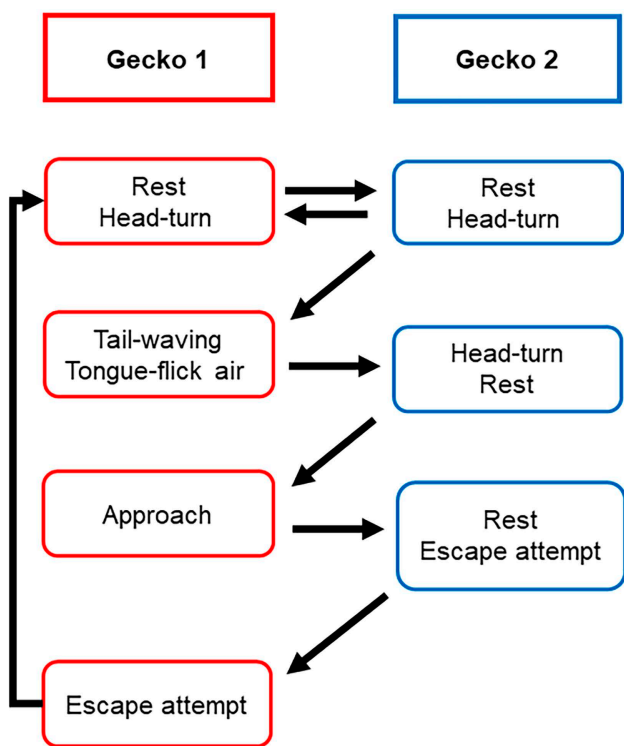 Gecko 1
Gecko 2
Rest
Head-turn
Rest
Head-turn
Tail-waving
Tongue-flick air
Head-turn
Rest
Approach
Rest
Escape attempt
Escape attempt